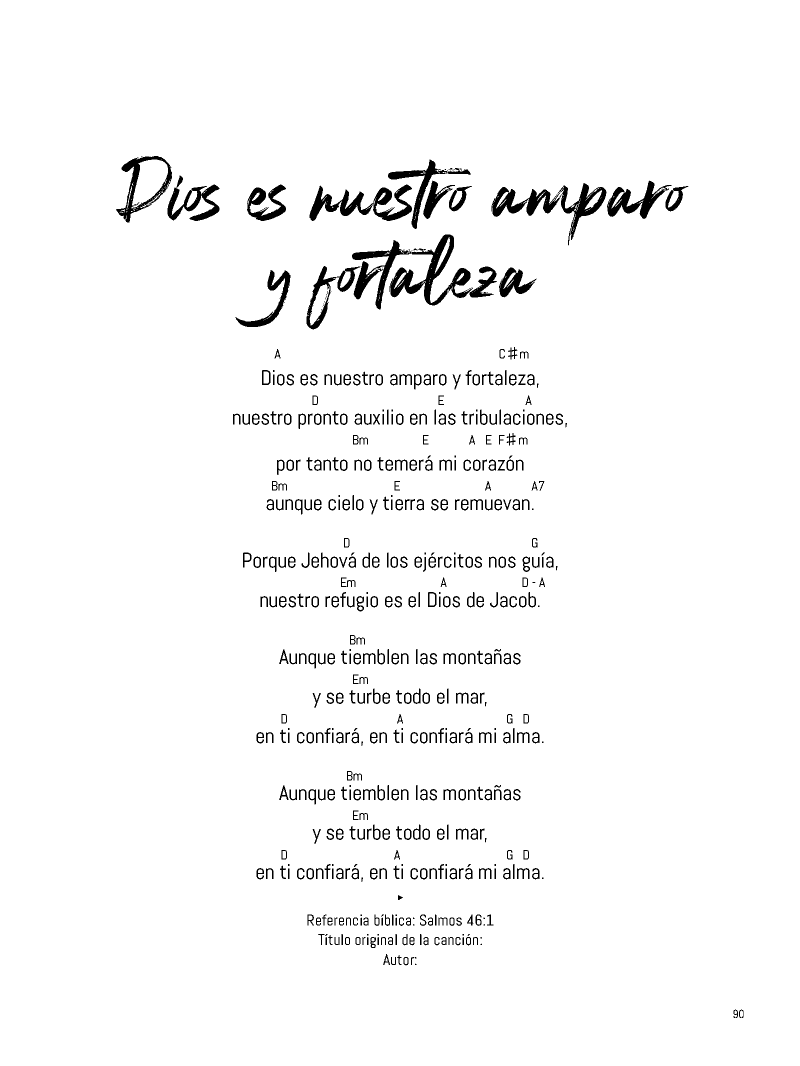 Dios es nuestro amparo
y fortaleza
A C♯m
Dios es nuestro amparo y fortaleza,
D E A
nuestro pronto auxilio en las tribulaciones,
Bm E A E F♯m
por tanto no temerá mi corazón
Bm E A A7
aunque cielo y tierra se remuevan.
D G
Porque Jehová de los ejércitos nos guía,
Em A D - A
nuestro refugio es el Dios de Jacob.
Bm
Aunque tiemblen las montañas
Em
y se turbe todo el mar,
D A G D
en ti confiará, en ti confiará mi alma.
Bm
Aunque tiemblen las montañas
Em
y se turbe todo el mar,
D A G D
en ti confiará, en ti confiará mi alma.
Referencia bíblica: Salmos 46:1
Título original de la canción:
Autor:
90